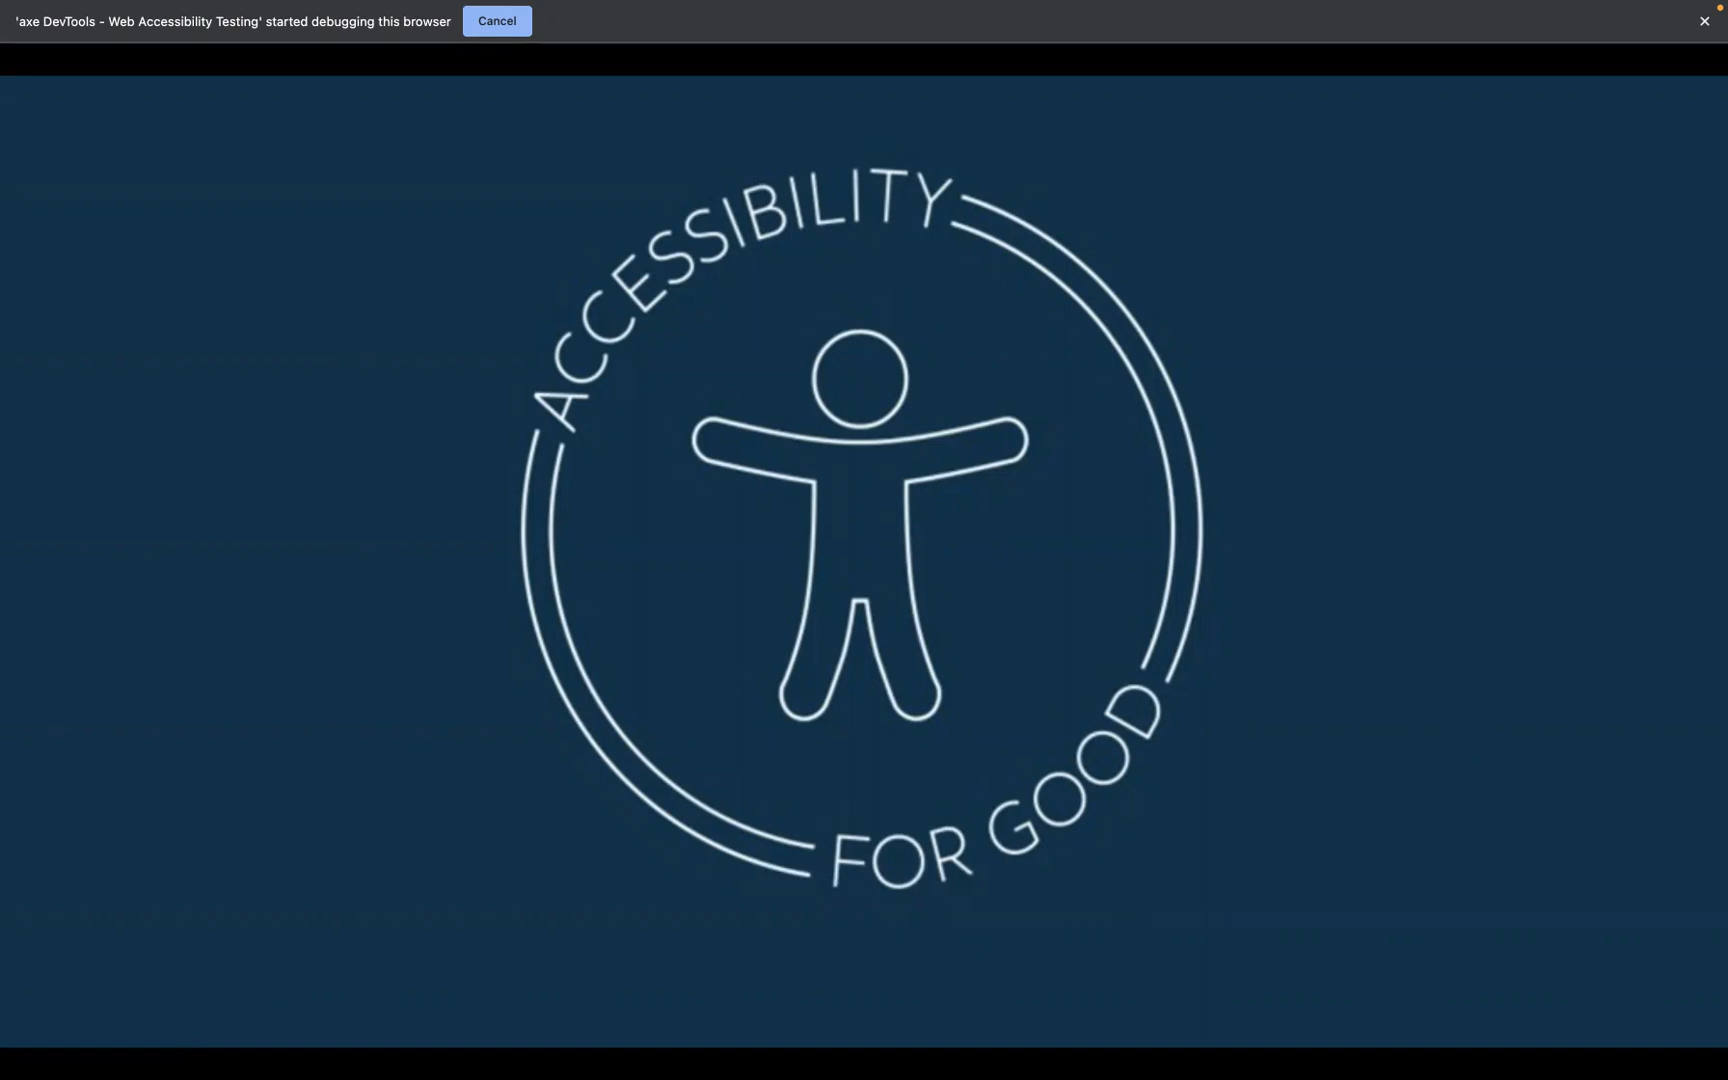 'axe DevTools - Web Accessibility Testing' started debugging this browser
Cancel
ACCESSIBILITY
FOR GOOD